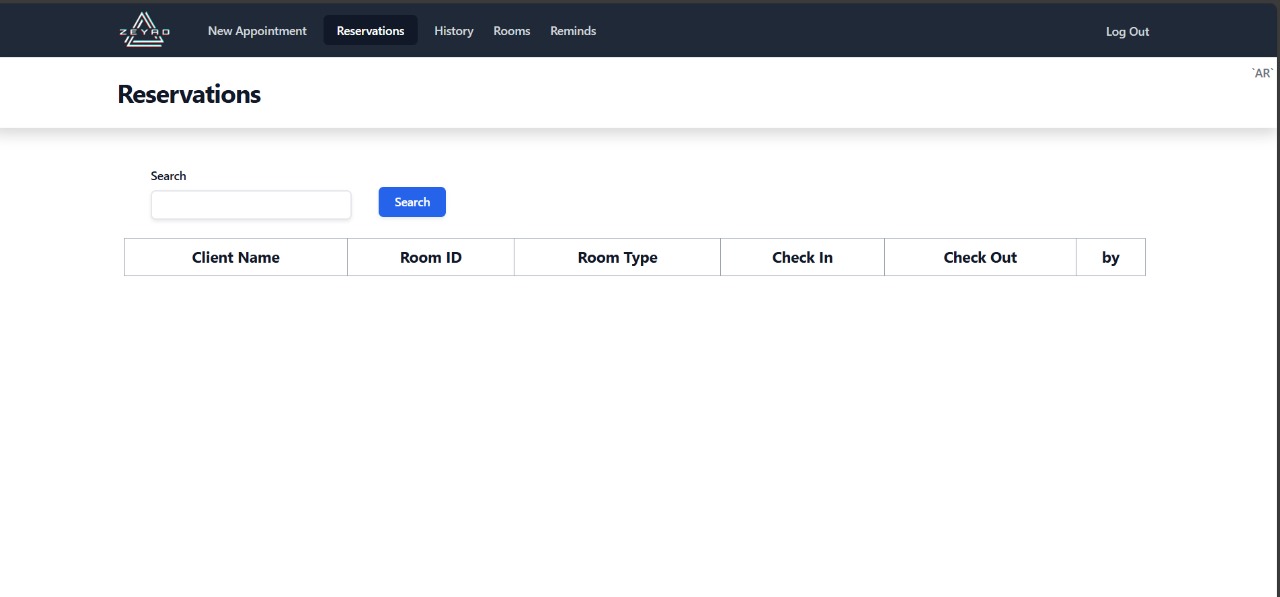 ZEYRO New Appointment Reservations History Rooms Reminds Log Out
`AR`
Reservations
Search
Search
Client Name Room ID Room Type Check In Check Out by